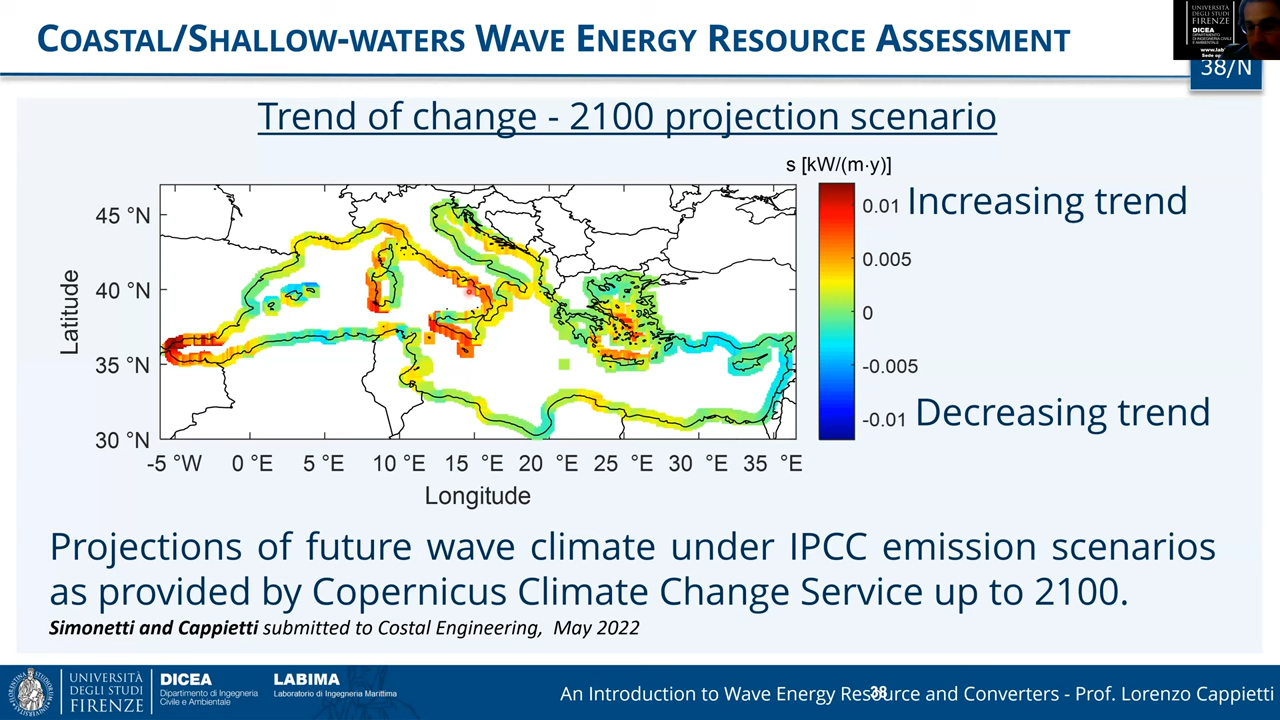 COASTAL/SHALLOW-WATERS WAVE ENERGY RESOURCE ASSESSMENT
UNIVERSITÀ
DEGLI STUDI
FIRENZE
DICEA
38/N
Trend of change - 2100 projection scenario
s [kW/(m·y)]
0.01
0.005
0
-0.005
-0.01
Increasing trend
Decreasing trend
45 °N
40 °N
35 °N
30 °N
Latitude
-5 °W 0 °E 5 °E 10 °E 15 °E 20 °E 25 °E 30 °E 35 °E
Longitude
Projections of future wave climate under IPCC emission scenarios
as provided by Copernicus Climate Change Service up to 2100.
Simonetti and Cappietti submitted to Costal Engineering, May 2022
UNIVERSITÀ
DEGLI STUDI
FIRENZE
DICEA
Dipartimento di Ingegneria
Civile e Ambientale
LABIMA
Laboratorio di Ingegneria Marittima
An Introduction to Wave Energy Resource and Converters - Prof. Lorenzo Cappietti
38